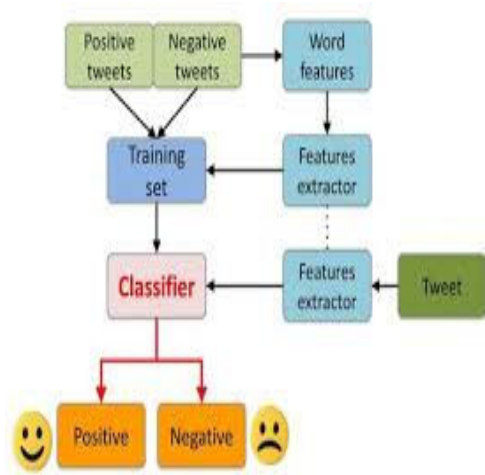 Positive
tweets
Negative
tweets
Word
features
Training
set
Features
extractor
Classifier
Features
extractor
Tweet
Positive
Negative